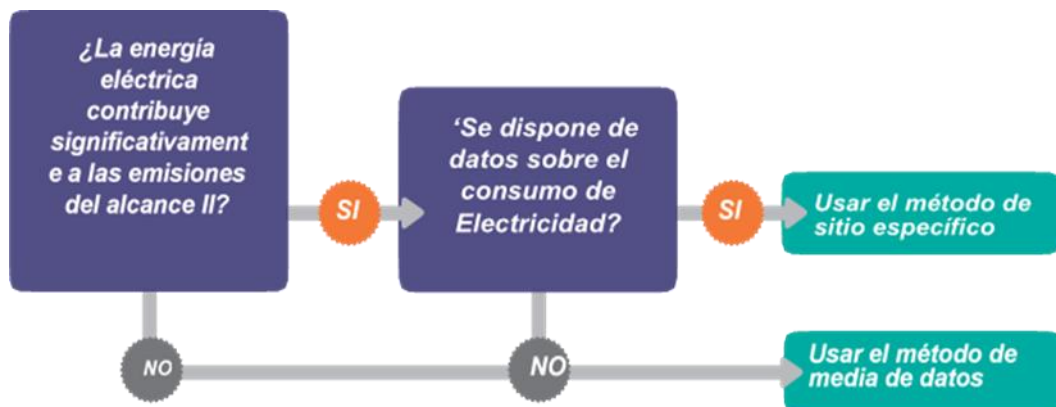 ¿La energía
eléctrica
contribuye
significativament
e a las emisiones
del alcance II?
SI
‘Se dispone de
datos sobre el
consumo de
Electricidad?
SI
Usar el método de
sitio específico
NO
NO
Usar el método de
media de datos